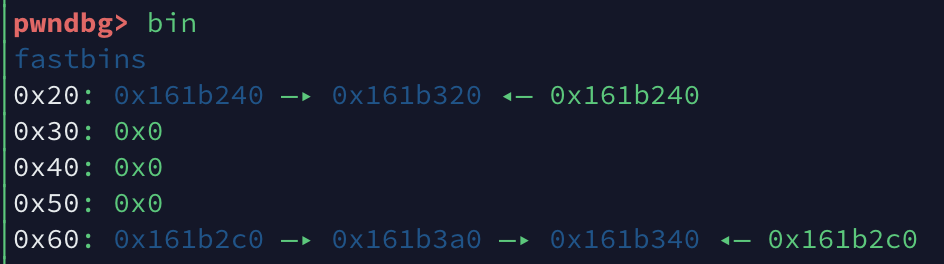 pwndbg> bin
fastbins
0x20: 0x161b240 —▸ 0x161b320 ◂— 0x161b240
0x30: 0x0
0x40: 0x0
0x50: 0x0
0x60: 0x161b2c0 —▸ 0x161b3a0 —▸ 0x161b340 ◂— 0x161b2c0